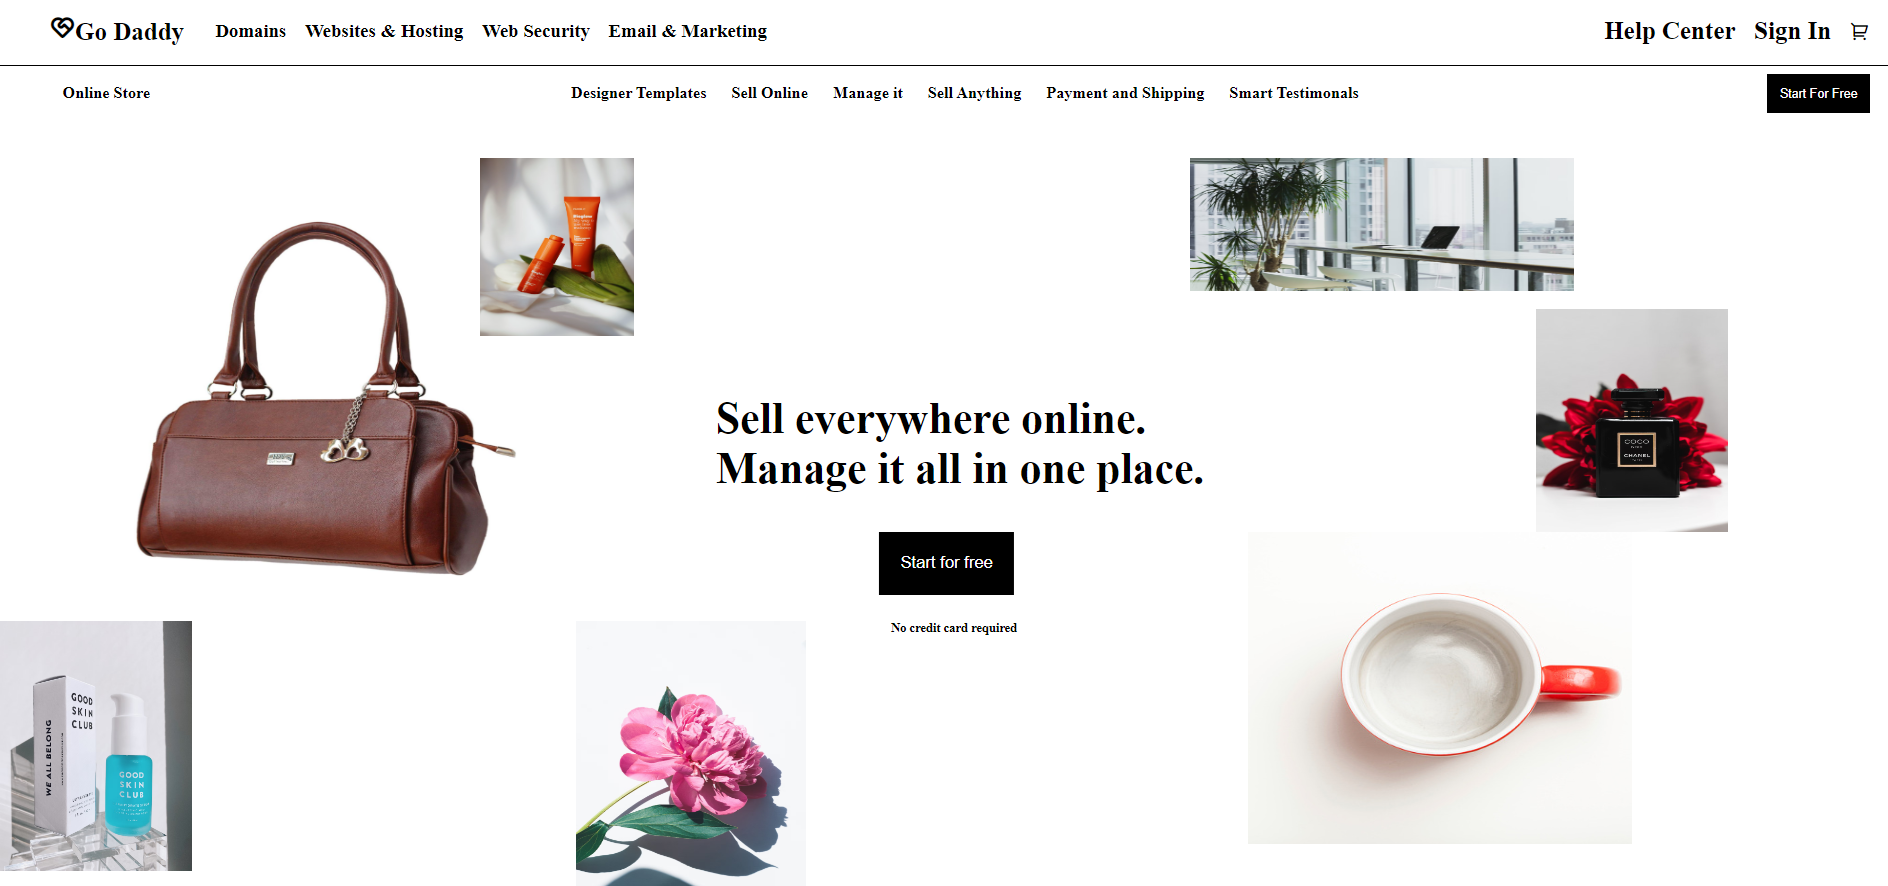 Go Daddy
Domains
Websites & Hosting
Web Security
Email & Marketing
Help Center
Sign In
Online Store
Designer Templates
Sell Online
Manage it
Sell Anything
Payment and Shipping
Smart Testimonals
Start For Free
Sell everywhere online.
Manage it all in one place.
COCO
CHANEL
Start for free
No credit card required
GOOD
SKIN
CLUB
WE ALL BELONG
GOOD
SKIN
CLUB